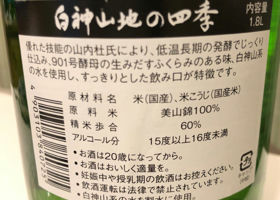 白神山地の四季
内容量
1.8L
優れた技能の山内杜氏により、低温長期の発酵でじっくり
仕込み、901号酵母の生みだすふくらみのある味、白神山系
の水を使用し、すっきりとした飲み口が特徴です。
原材料名 米(国産)、米こうじ(国産米)
原料米 美山錦100%
精米歩合 60%
アルコール分 15度以上16度未満
•お酒は20歳になってから。
•お酒はおいしく適量を。
•妊娠中や授乳期の飲酒はお控えください。
•飲酒運転は法律で禁止されています。